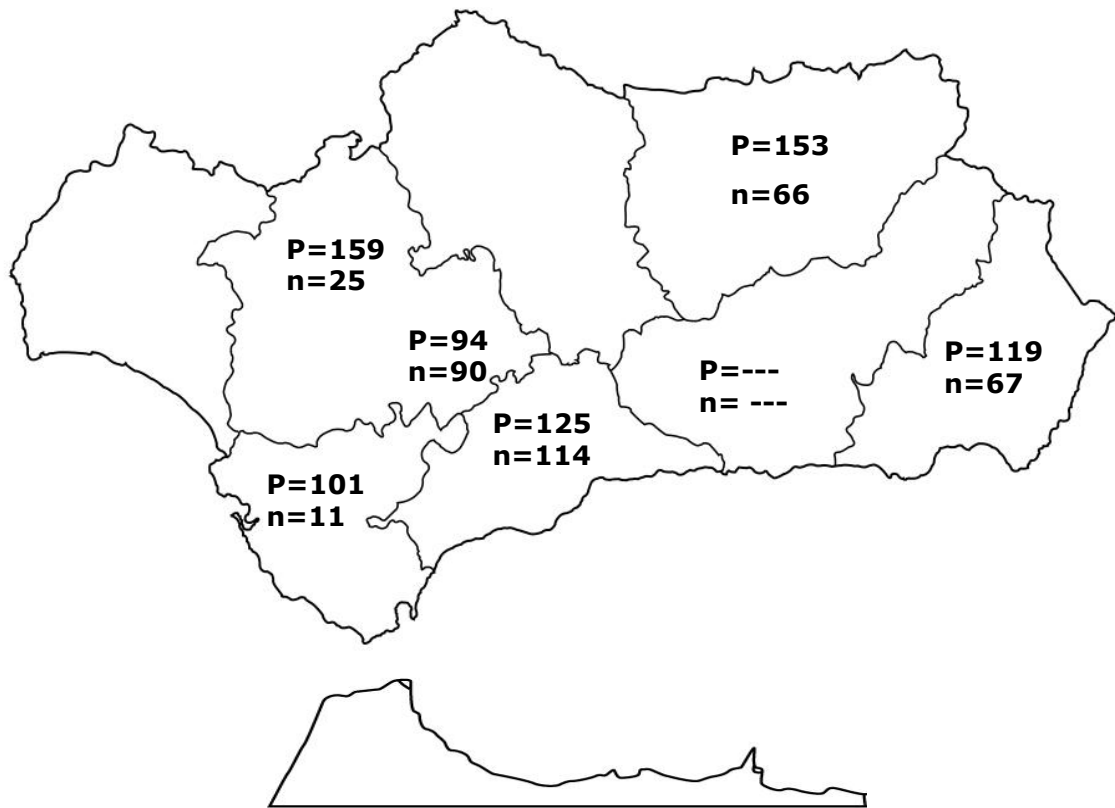 P=153
n=66
P=159
n=25
P=94
n=90
P=119
n=67
P=---
n= ---
P=125
n=114
P=101
n=11